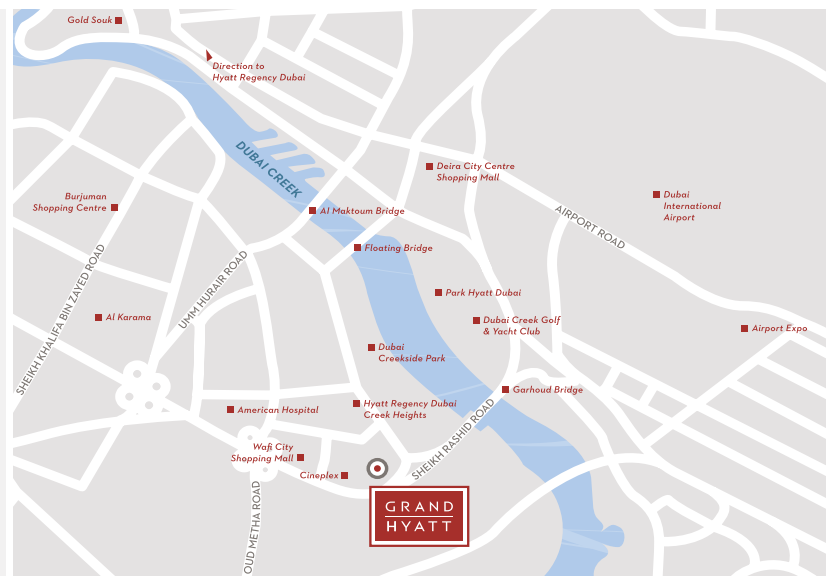 Gold Souk
Direction to
Hyatt Regency Dubai
DUBAI CREEK
Deira City Centre
Shopping Mall
Burjuman
Shopping Centre
Dubai
International
Airport
Al Maktoum Bridge
AIRPORT ROAD
Floating Bridge
UMM HURAIR ROAD
SHEIKH KHALIFA BIN ZAYED ROAD
Park Hyatt Dubai
Al Karama
Dubai Creek Golf
& Yacht Club
Airport Expo
Dubai
Creekside Park
Garhoud Bridge
American Hospital
Hyatt Regency Dubai
Creek Heights
SHEIKH RASHID ROAD
Wafi City
Shopping Mall
Cineplex
OUD METHA ROAD
GRAND
HYATT